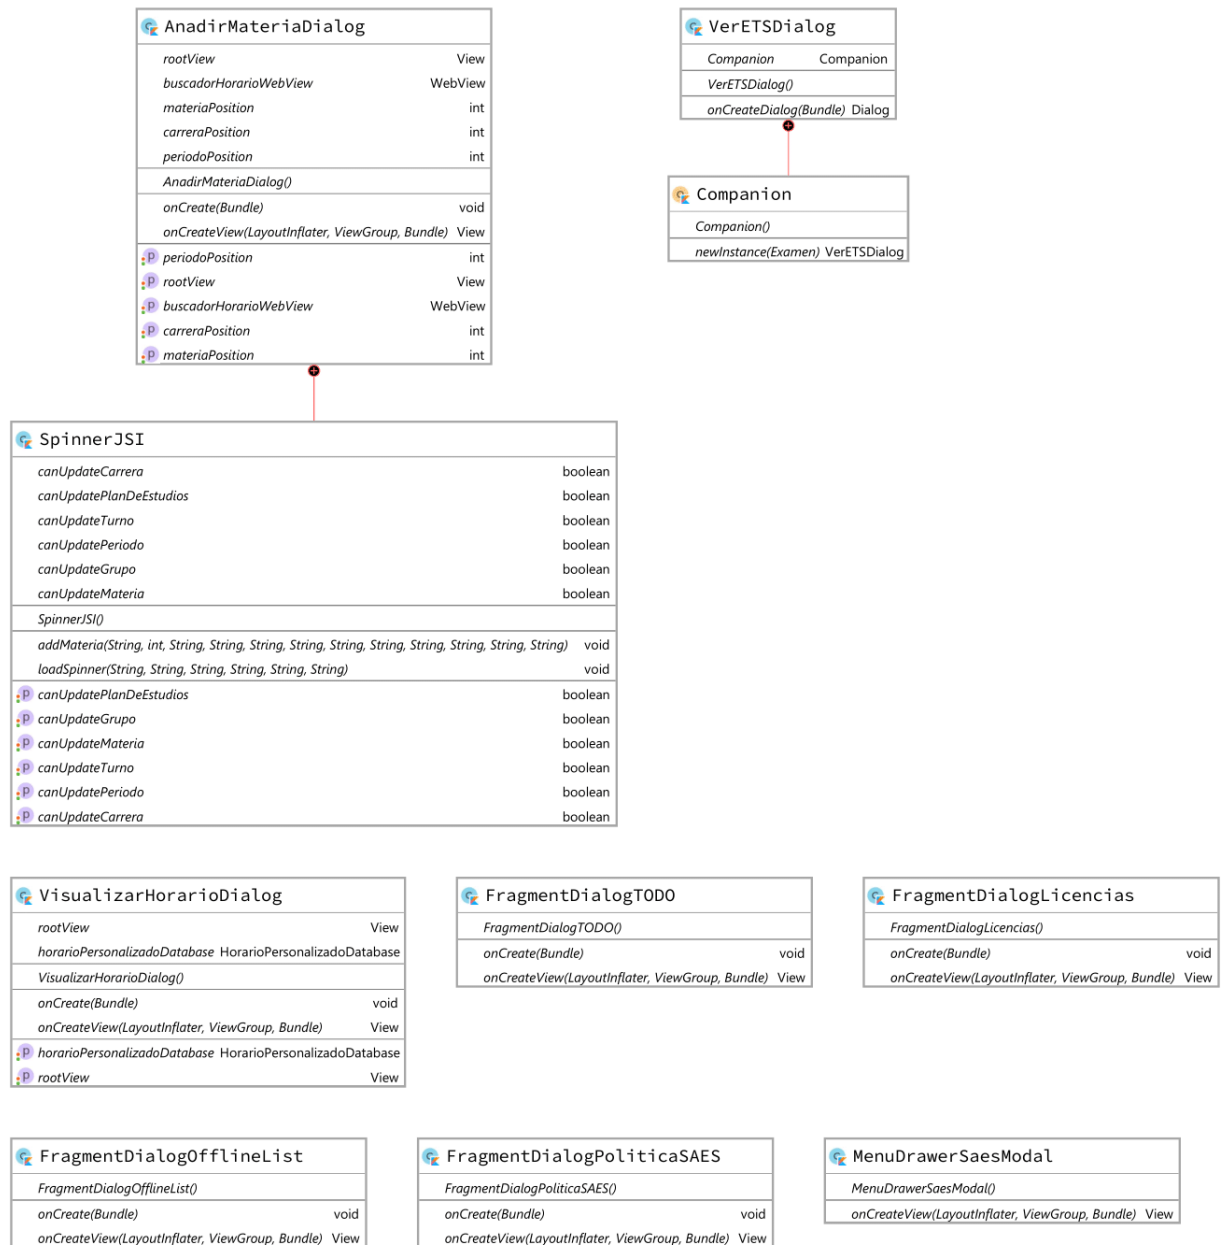 AnadirMateriaDialog
rootView View
buscadorHorarioWebView WebView
materiaPosition int
carreraPosition int
periodoPosition int
AnadirMateriaDialog()
onCreate(Bundle) void
onCreateView(LayoutInflater, ViewGroup, Bundle) View
p periodoPosition int
p rootView View
p buscadorHorarioWebView WebView
p carreraPosition int
p materiaPosition int
VerETSDialog
Companion Companion
VerETSDialog()
onCreateDialog(Bundle) Dialog
Companion
Companion()
newInstance(Examen) VerETSDialog
SpinnerJSI
canUpdateCarrera boolean
canUpdatePlanDeEstudios boolean
canUpdateTurno boolean
canUpdatePeriodo boolean
canUpdateGrupo boolean
canUpdateMateria boolean
SpinnerJSI()
addMateria(String, int, String, String, String, String, String, String, String, String, String, String) void
loadSpinner(String, String, String, String, String, String) void
p canUpdatePlanDeEstudios boolean
p canUpdateGrupo boolean
p canUpdateMateria boolean
p canUpdateTurno boolean
p canUpdatePeriodo boolean
p canUpdateCarrera boolean
VisualizarHorarioDialog
rootView View
horarioPersonalizadoDatabase HorarioPersonalizadoDatabase
VisualizarHorarioDialog()
onCreate(Bundle) void
onCreateView(LayoutInflater, ViewGroup, Bundle) View
p horarioPersonalizadoDatabase HorarioPersonalizadoDatabase
p rootView View
FragmentDialogTODO
FragmentDialogTODO()
onCreate(Bundle) void
onCreateView(LayoutInflater, ViewGroup, Bundle) View
FragmentDialogLicencias
FragmentDialogLicencias()
onCreate(Bundle) void
onCreateView(LayoutInflater, ViewGroup, Bundle) View
FragmentDialogOfflineList
FragmentDialogOfflineList()
onCreate(Bundle) void
onCreateView(LayoutInflater, ViewGroup, Bundle) View
FragmentDialogPoliticaSAES
FragmentDialogPoliticaSAES()
onCreate(Bundle) void
onCreateView(LayoutInflater, ViewGroup, Bundle) View
MenuDrawerSaesModal
MenuDrawerSaesModal()
onCreateView(LayoutInflater, ViewGroup, Bundle) View